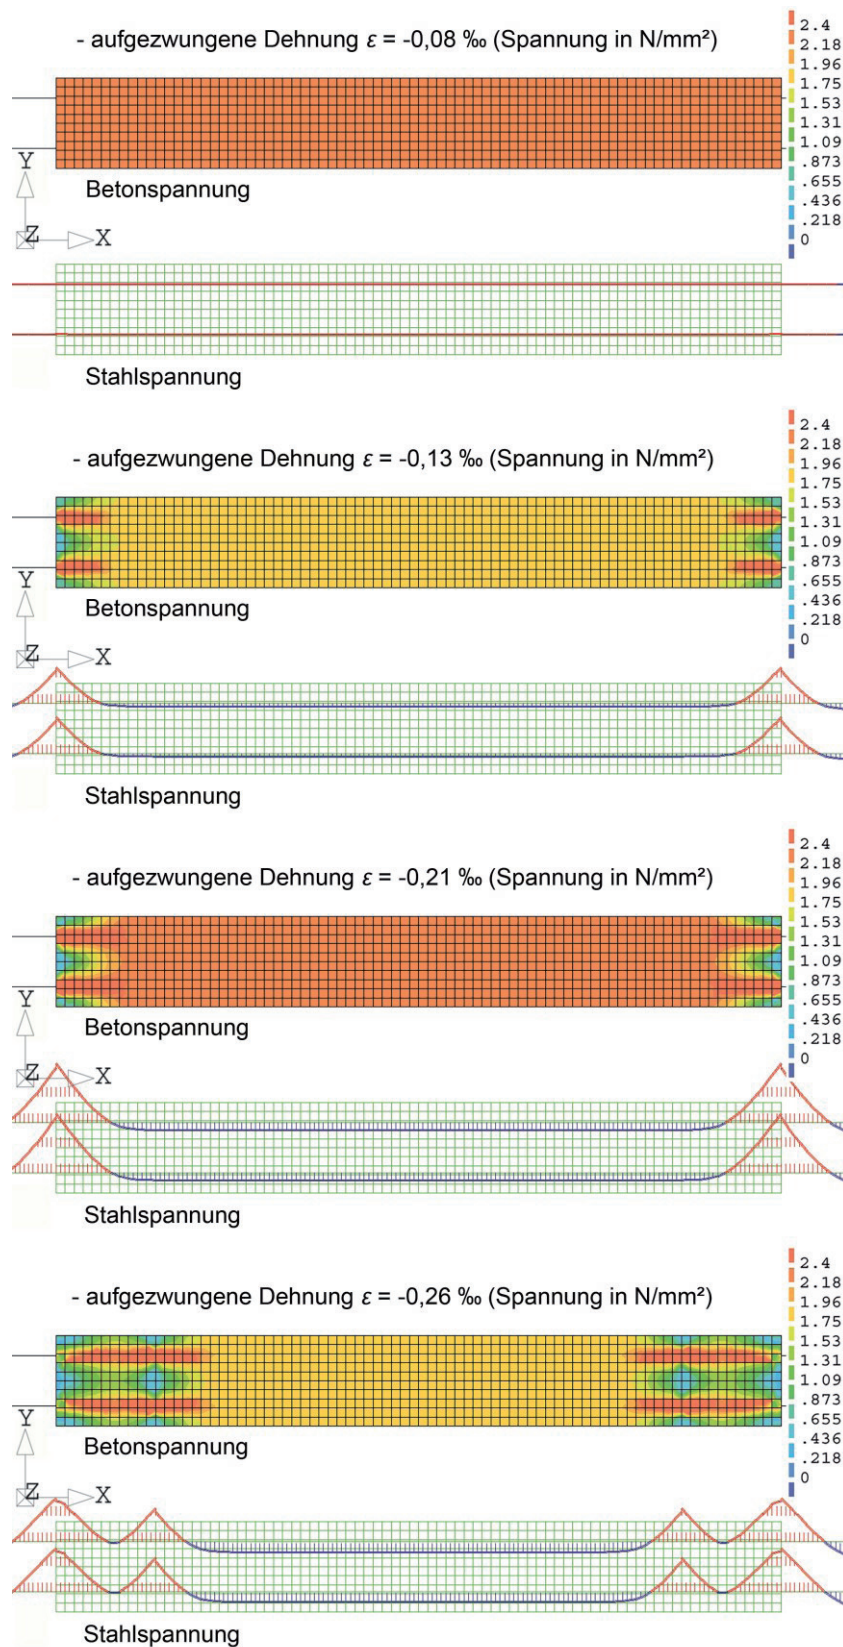 - aufgezwungene Dehnung ε = -0,08 ‰ (Spannung in N/mm²)
2.4
2.18
1.96
1.75
1.53
1.31
1.09
.873
.655
.436
.218
0
Y
Betonspannung
Z
X
Stahlspannung
- aufgezwungene Dehnung ε = -0,13 ‰ (Spannung in N/mm²)
2.4
2.18
1.96
1.75
1.53
1.31
1.09
.873
.655
.436
.218
0
Y
Betonspannung
Z
X
Stahlspannung
- aufgezwungene Dehnung ε = -0,21 ‰ (Spannung in N/mm²)
2.4
2.18
1.96
1.75
1.53
1.31
1.09
.873
.655
.436
.218
0
Y
Betonspannung
Z
X
Stahlspannung
- aufgezwungene Dehnung ε = -0,26 ‰ (Spannung in N/mm²)
2.4
2.18
1.96
1.75
1.53
1.31
1.09
.873
.655
.436
.218
0
Y
Betonspannung
Z
X
Stahlspannung